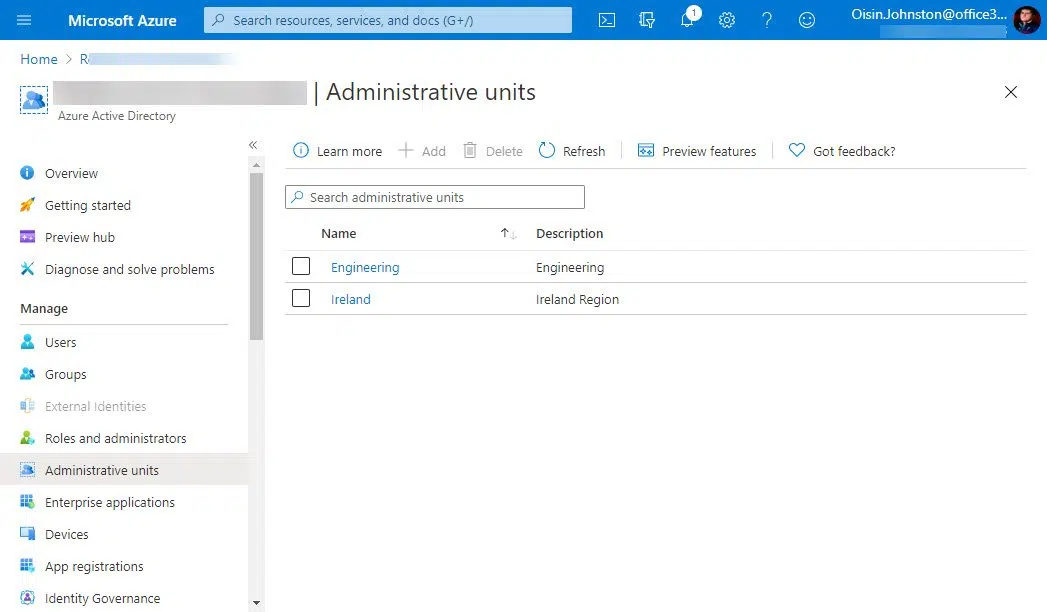 Microsoft Azure
Search resources, services, and docs (G+/)
1
Oisin.Johnston@office3...
Home
| Administrative units
Azure Active Directory
Learn more
Add
Delete
Refresh
Preview features
Got feedback?
Search administrative units
Name
Description
Engineering
Engineering
Ireland
Ireland Region
Overview
Getting started
Preview hub
Diagnose and solve problems
Manage
Users
Groups
External Identities
Roles and administrators
Administrative units
Enterprise applications
Devices
App registrations
Identity Governance